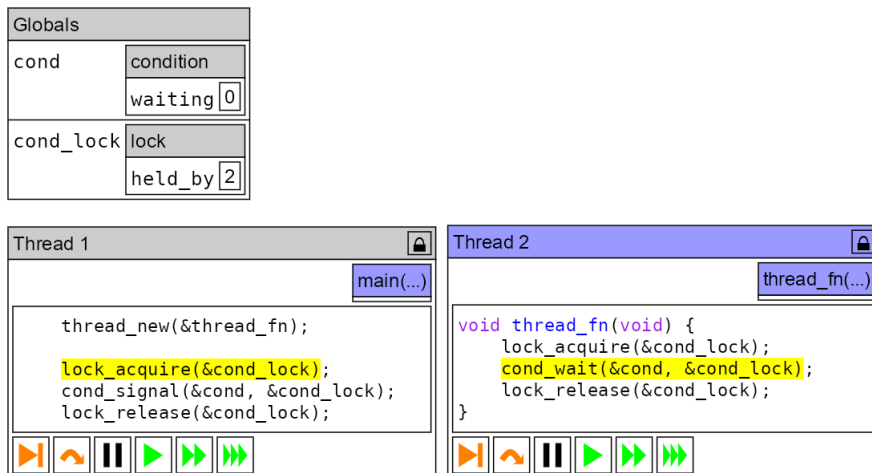 Globals
cond condition
waiting 0
cond_lock lock
held_by 2
Thread 1
main(...)
thread_new(&thread_fn);
lock_acquire(&cond_lock);
cond_signal(&cond, &cond_lock);
lock_release(&cond_lock);
Thread 2
thread_fn(...)
void thread_fn(void) {
lock_acquire(&cond_lock);
cond_wait(&cond, &cond_lock);
lock_release(&cond_lock);
}